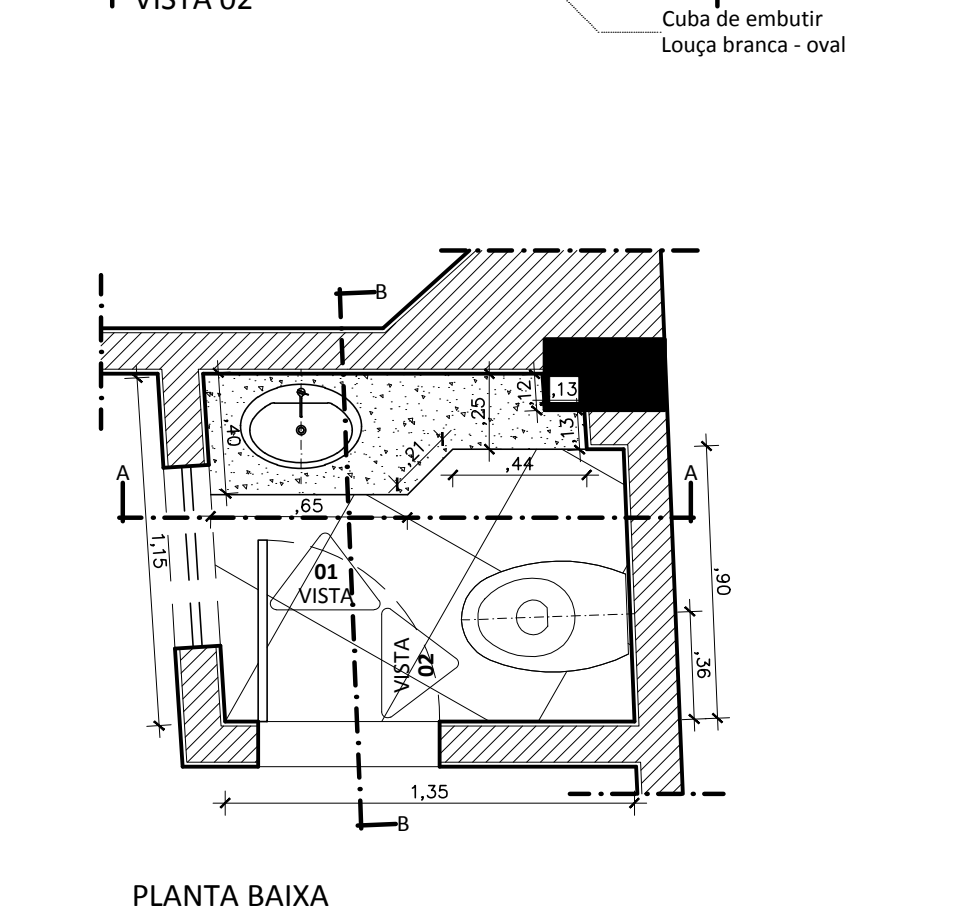 VISTA 02
Cuba de embutir
Louça branca - oval
B
,12
,13
,25
,13
,40
,21
A
,44
A
,65
1,15
01
VISTA
,90
VISTA
02
,36
1,35
B
PLANTA BAIXA